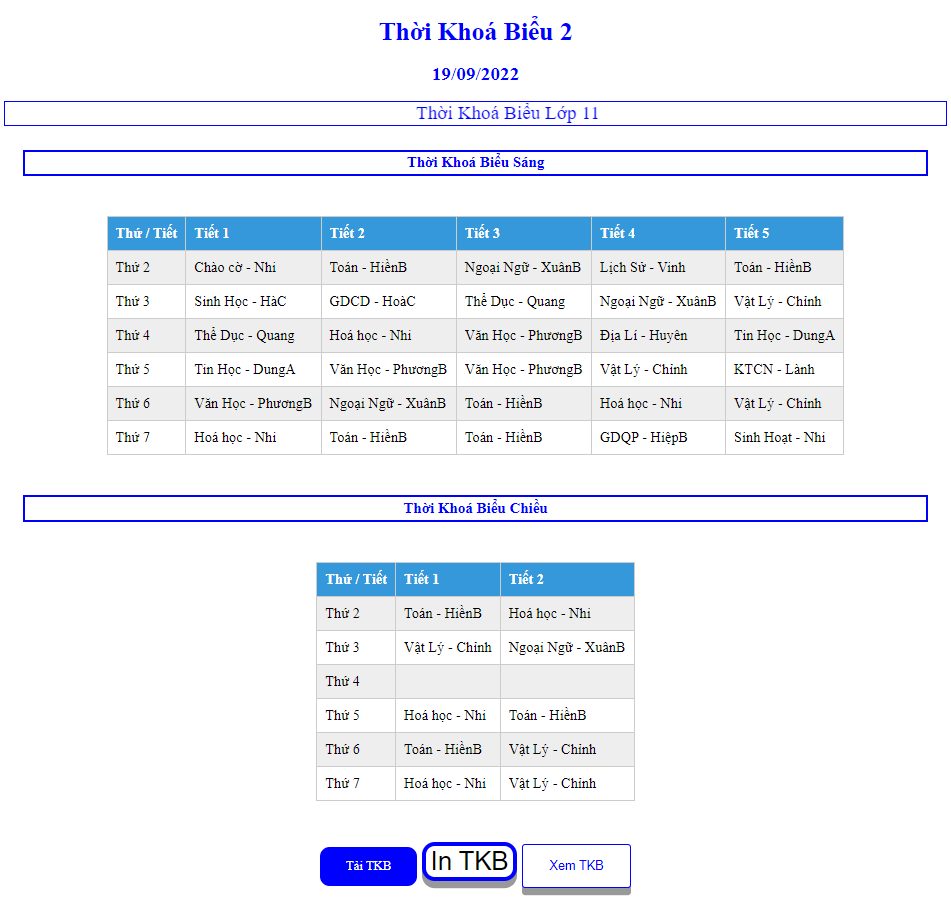 Thời Khoá Biểu 2
19/09/2022
Thời Khoá Biểu Lớp 11
Thời Khoá Biểu Sáng
Thứ / Tiết Tiết 1 Tiết 2 Tiết 3 Tiết 4 Tiết 5
Thứ 2 Chào cờ - Nhi Toán - HiềnB Ngoại Ngữ - XuânB Lịch Sử - Vinh Toán - HiềnB
Thứ 3 Sinh Học - HàC GDCD - HoàC Thể Dục - Quang Ngoại Ngữ - XuânB Vật Lý - Chính
Thứ 4 Thể Dục - Quang Hoá học - Nhi Văn Học - PhươngB Địa Lí - Huyên Tin Học - DungA
Thứ 5 Tin Học - DungA Văn Học - PhươngB Văn Học - PhươngB Vật Lý - Chính KTCN - Lành
Thứ 6 Văn Học - PhươngB Ngoại Ngữ - XuânB Toán - HiềnB Hoá học - Nhi Vật Lý - Chính
Thứ 7 Hoá học - Nhi Toán - HiềnB Toán - HiềnB GDQP - HiệpB Sinh Hoạt - Nhi
Thời Khoá Biểu Chiều
Thứ / Tiết Tiết 1 Tiết 2
Thứ 2 Toán - HiềnB Hoá học - Nhi
Thứ 3 Vật Lý - Chính Ngoại Ngữ - XuânB
Thứ 4
Thứ 5 Hoá học - Nhi Toán - HiềnB
Thứ 6 Toán - HiềnB Vật Lý - Chính
Thứ 7 Hoá học - Nhi Vật Lý - Chính
Tải TKB In TKB Xem TKB